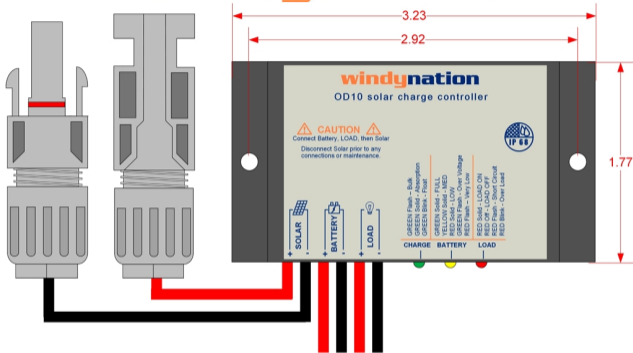 3.23
2.92
windynation
OD10 solar charge controller
CAUTION
Connect Battery, LOAD, then Solar
Disconnect Solar prior to any
connections or maintenance.
IP 68
1.77
+ SOLAR -
+ BATTERY -
+ LOAD -
GREEN Flash - Bulk
GREEN Solid - Absorption
GREEN Blink - Float
GREEN Solid - FULL
YELLOW Solid - MED
RED Solid - LOW
GREEN Flash - Over Voltage
RED Flash - Very Low
RED Solid - LOAD ON
RED Off - LOAD OFF
RED Flash - Short Circuit
RED Blink - Over Load
CHARGE BATTERY LOAD